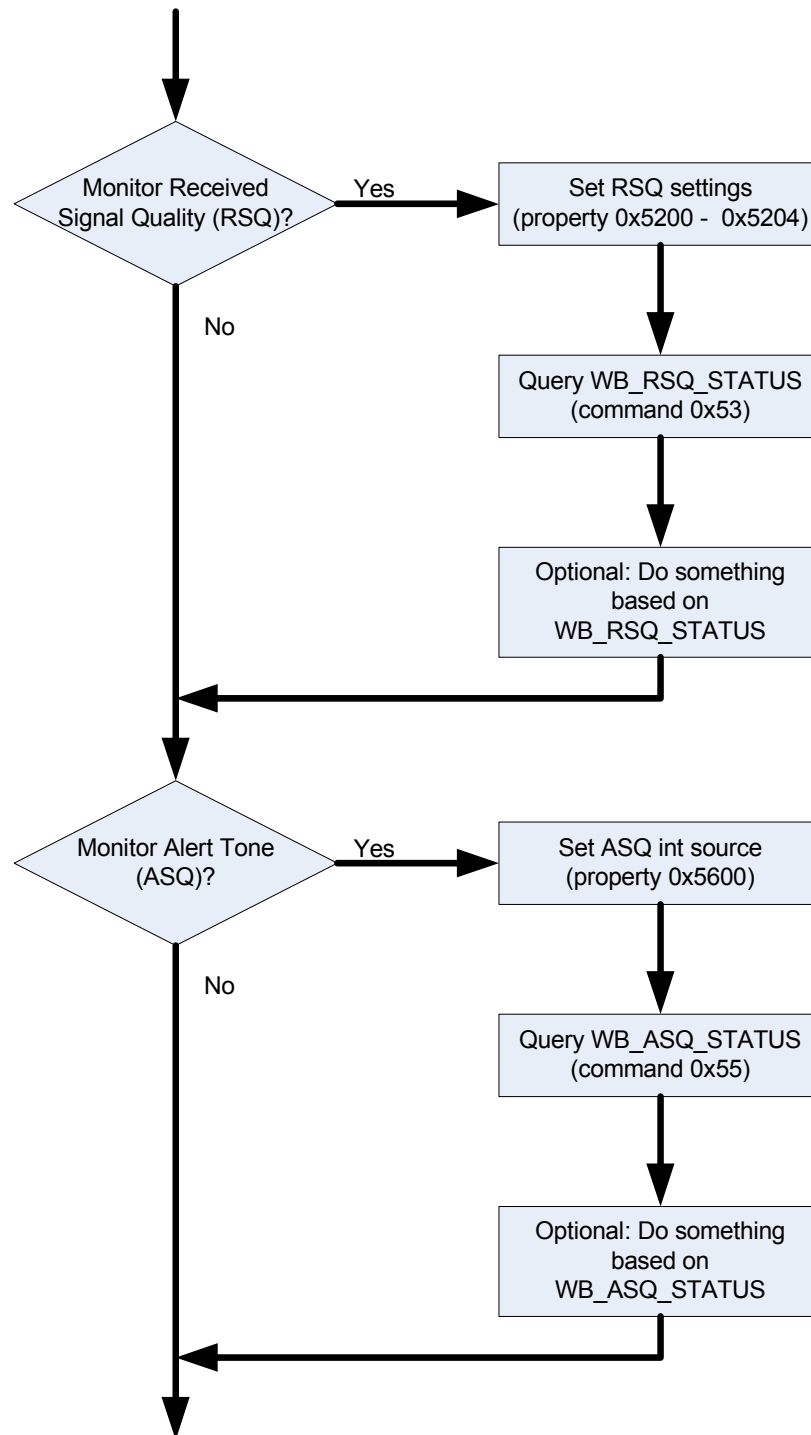 Monitor Received
Signal Quality (RSQ)?
Yes
Set RSQ settings
(property 0x5200 - 0x5204)
No
Query WB_RSQ_STATUS
(command 0x53)
Optional: Do something
based on
WB_RSQ_STATUS
Monitor Alert Tone
(ASQ)?
Yes
Set ASQ int source
(property 0x5600)
No
Query WB_ASQ_STATUS
(command 0x55)
Optional: Do something
based on
WB_ASQ_STATUS